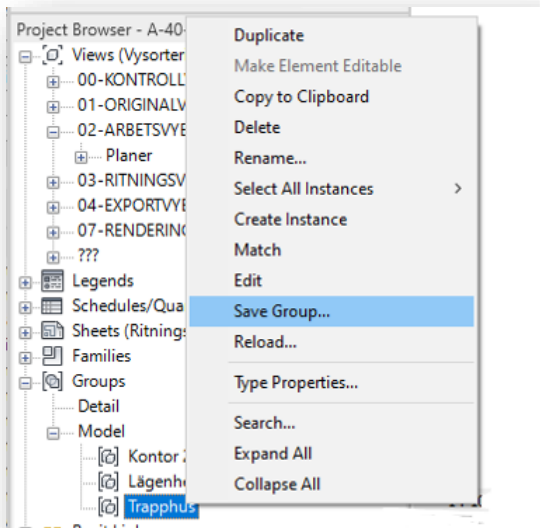 Project Browser - A-40-
Views (Vysorter
00-KONTROLL
01-ORIGINALV
02-ARBETSVYE
Planer
03-RITNINGSV
04-EXPORTVYE
07-RENDERING
???
Legends
Schedules/Qua
Sheets (Ritnings
Families
Groups
Detail
Model
Kontor
Lägenhe
Trapphus
Duplicate
Make Element Editable
Copy to Clipboard
Delete
Rename...
Select All Instances
Create Instance
Match
Edit
Save Group...
Reload...
Type Properties...
Search...
Expand All
Collapse All